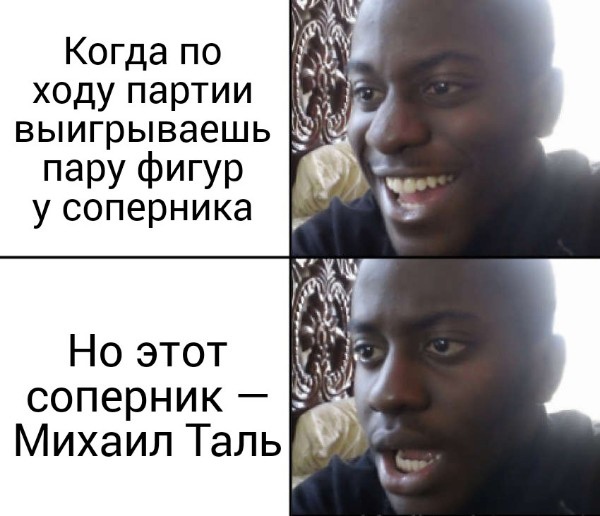 Когда по
ходу партии
выигрываешь
пару фигур
у соперника
Но этот
соперник —
Михаил Таль